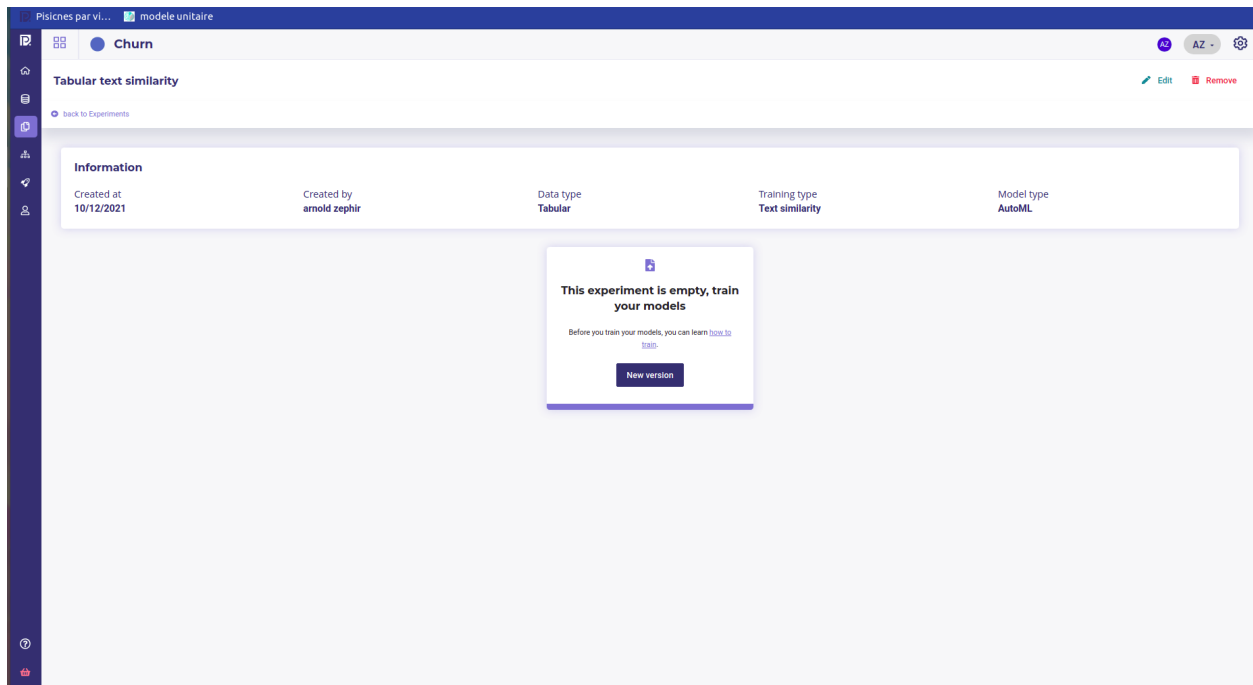 Pisicnes par vi... modele unitaire
Churn AZ AZ
Tabular text similarity Edit Remove
back to Experiments
Information
Created at Created by Data type Training type Model type
10/12/2021 arnold zephir Tabular Text similarity AutoML
This experiment is empty, train
your models
Before you train your models, you can learn how to
train.
New version